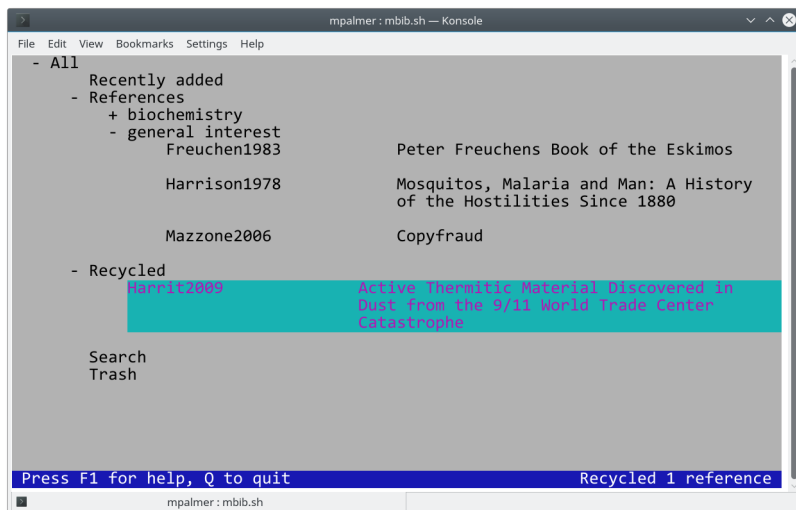 mpalmer : mbib.sh — Konsole
File Edit View Bookmarks Settings Help
- All
Recently added
- References
+ biochemistry
- general interest
Freuchen1983 Peter Freuchens Book of the Eskimos
Harrison1978 Mosquitos, Malaria and Man: A History
of the Hostilities Since 1880
Mazzone2006 Copyfraud
- Recycled
Harrit2009 Active Thermitic Material Discovered in
Dust from the 9/11 World Trade Center
Catastrophe
Search
Trash
Press F1 for help, Q to quit Recycled 1 reference
mpalmer : mbib.sh